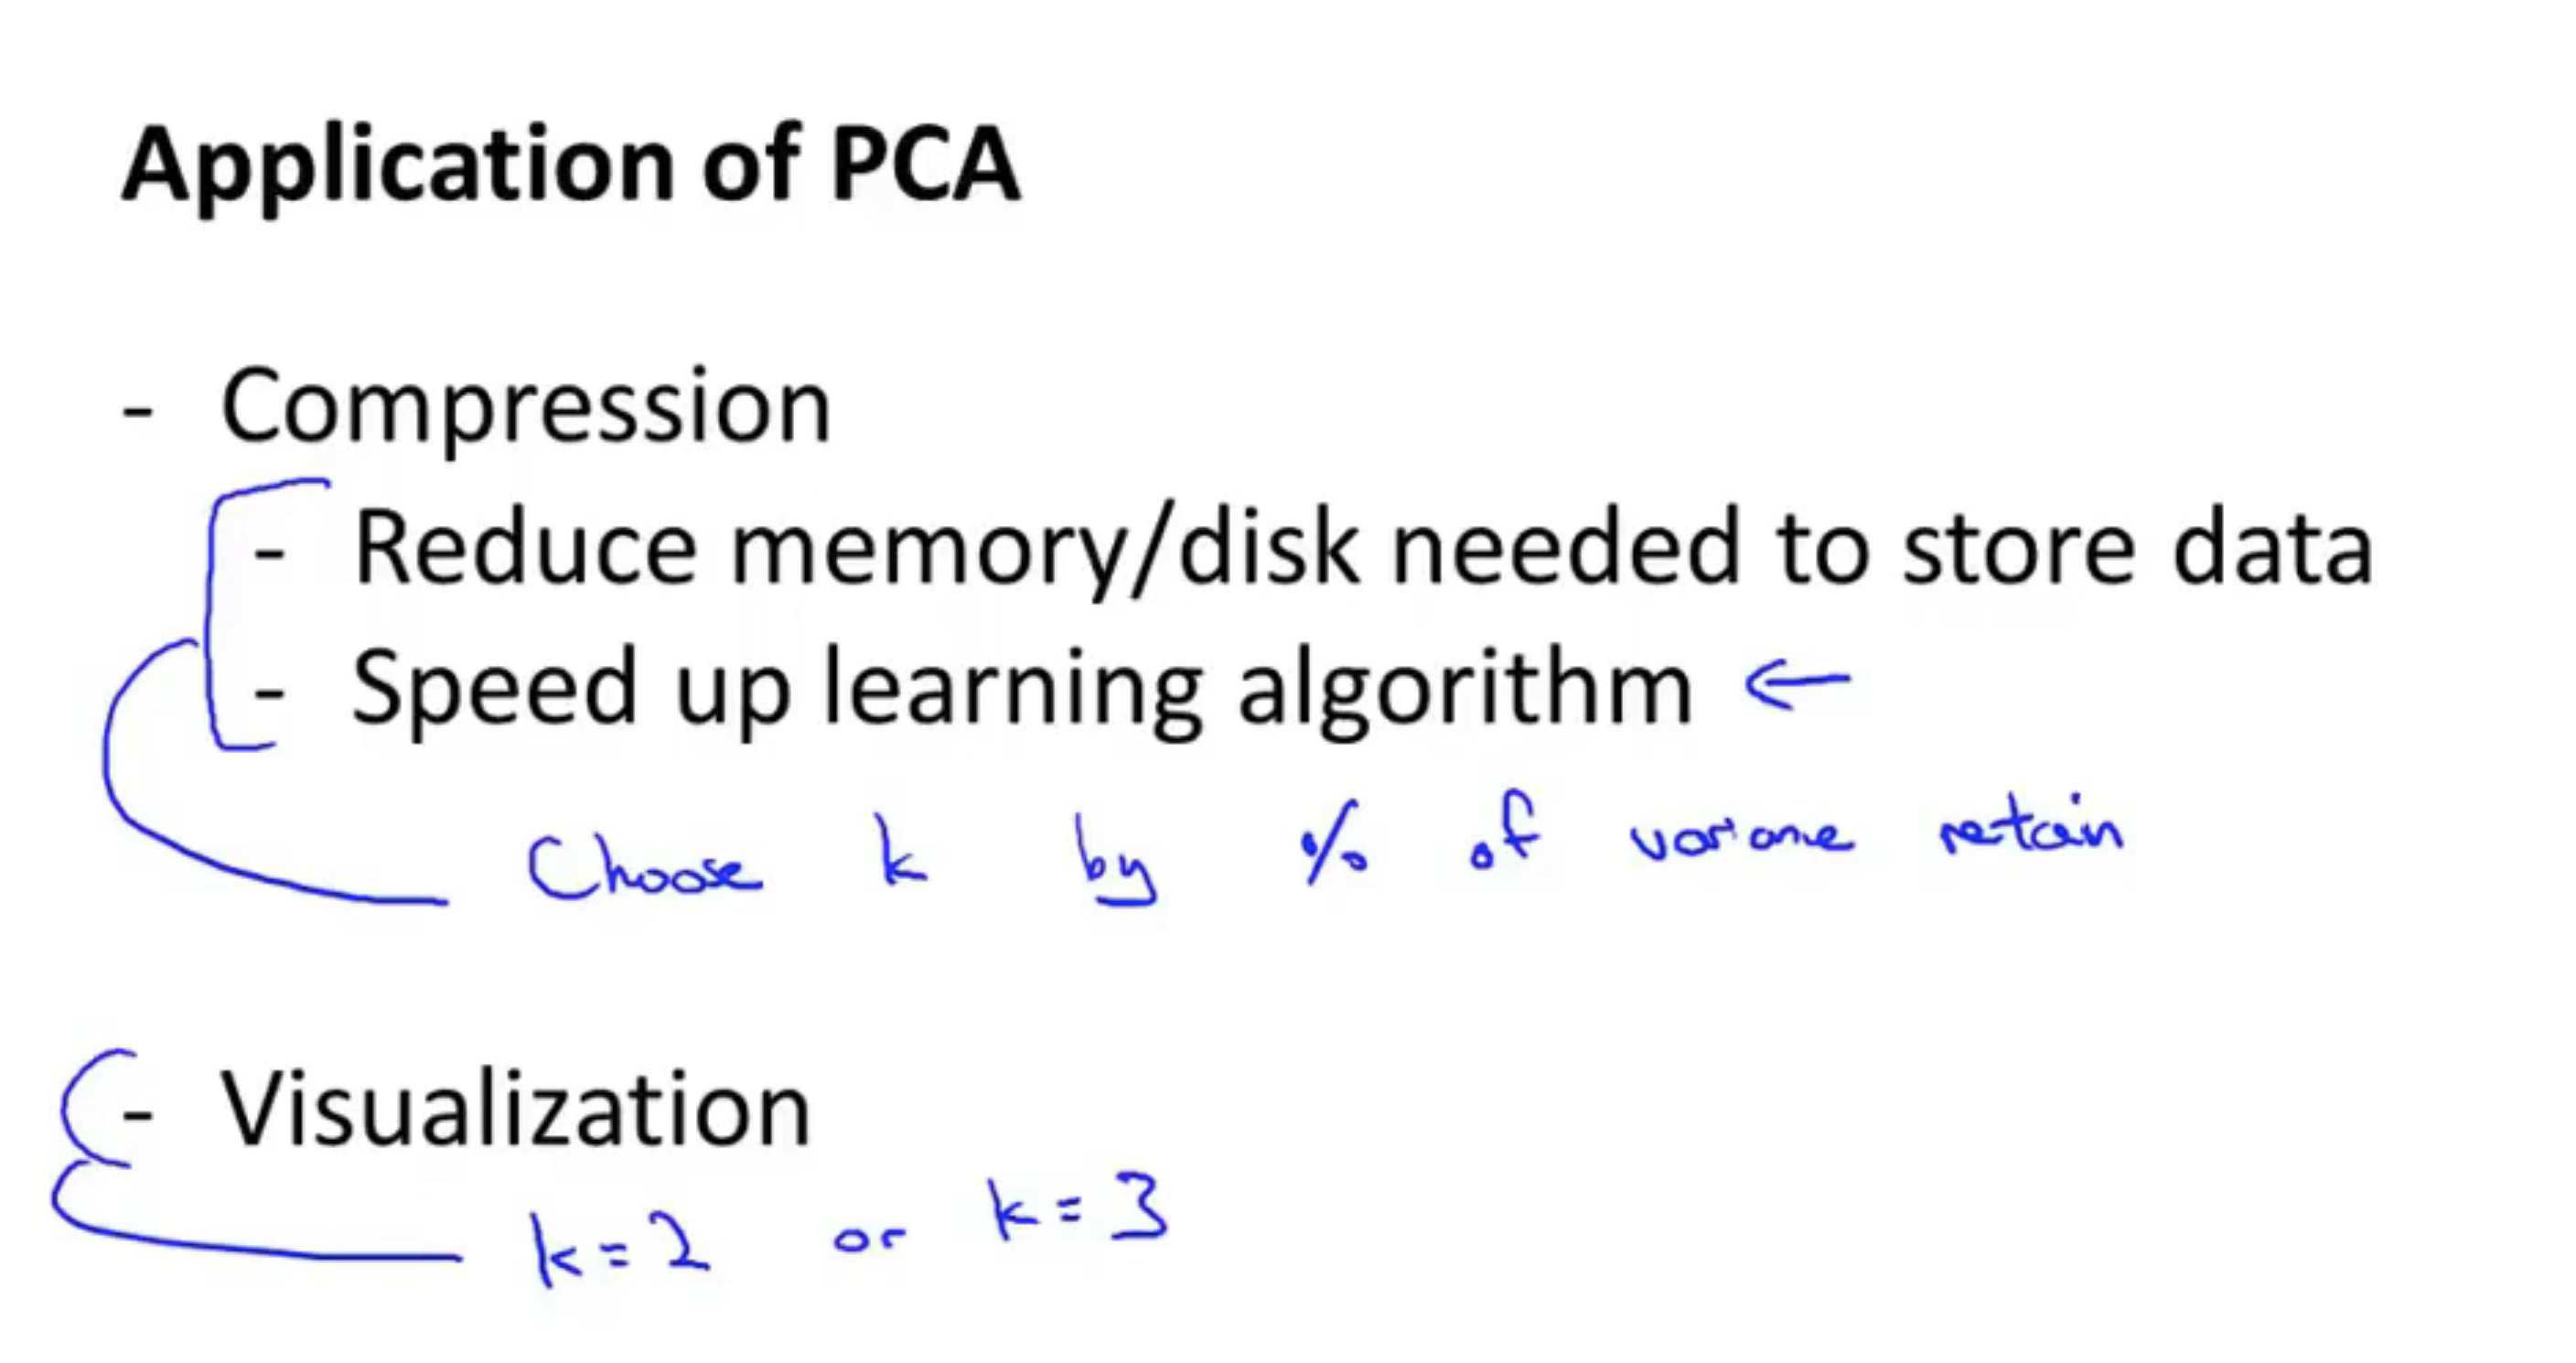 Application of PCA
- Compression
- Reduce memory/disk needed to store data
- Speed up learning algorithm ←
Choose k by % of variance retain
- Visualization
k = 2 or k = 3